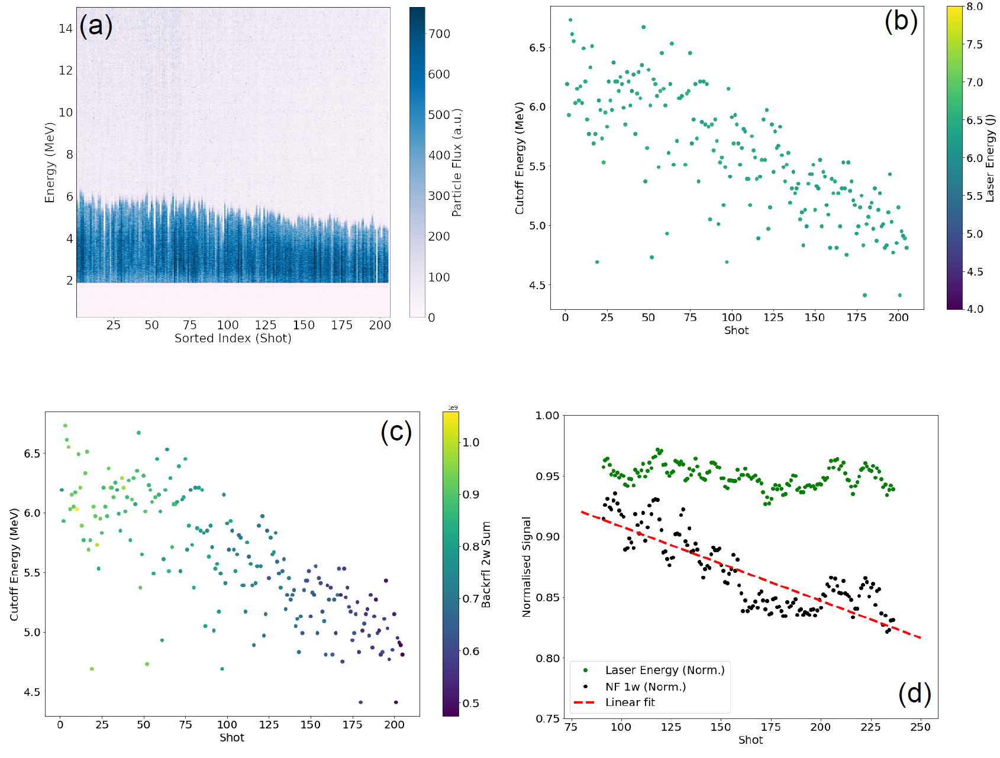 (a)
14
12
10
8
6
4
2
Energy (MeV)
25 50 75 100 125 150 175 200
Sorted Index (Shot)
700
600
500
400
300
200
100
0
Particle Flux (a.u.)
(b)
6.5
6.0
5.5
5.0
4.5
Cutoff Energy (MeV)
0 25 50 75 100 125 150 175 200
Shot
8.0
7.5
7.0
6.5
6.0
5.5
5.0
4.5
4.0
Laser Energy (J)
(c)
6.5
6.0
5.5
5.0
4.5
Cutoff Energy (MeV)
0 25 50 75 100 125 150 175 200
Shot
1e9
1.0
0.9
0.8
0.7
0.6
0.5
Backrfl 2w Sum
1.00
0.95
0.90
0.85
0.80
0.75
Normalised Signal
Laser Energy (Norm.)
NF 1w (Norm.)
Linear fit
(d)
75 100 125 150 175 200 225 250
Shot